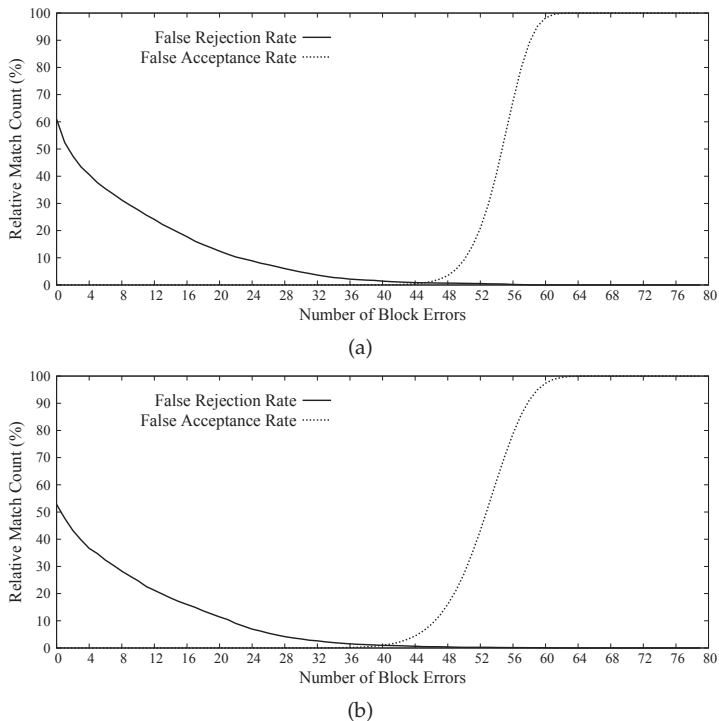 100
90
80
70
60
50
40
30
20
10
0
Relative Match Count (%)
False Rejection Rate
False Acceptance Rate
0 4 8 12 16 20 24 28 32 36 40 44 48 52 56 60 64 68 72 76 80
Number of Block Errors
(a)
100
90
80
70
60
50
40
30
20
10
0
Relative Match Count (%)
False Rejection Rate
False Acceptance Rate
0 4 8 12 16 20 24 28 32 36 40 44 48 52 56 60 64 68 72 76 80
Number of Block Errors
(b)